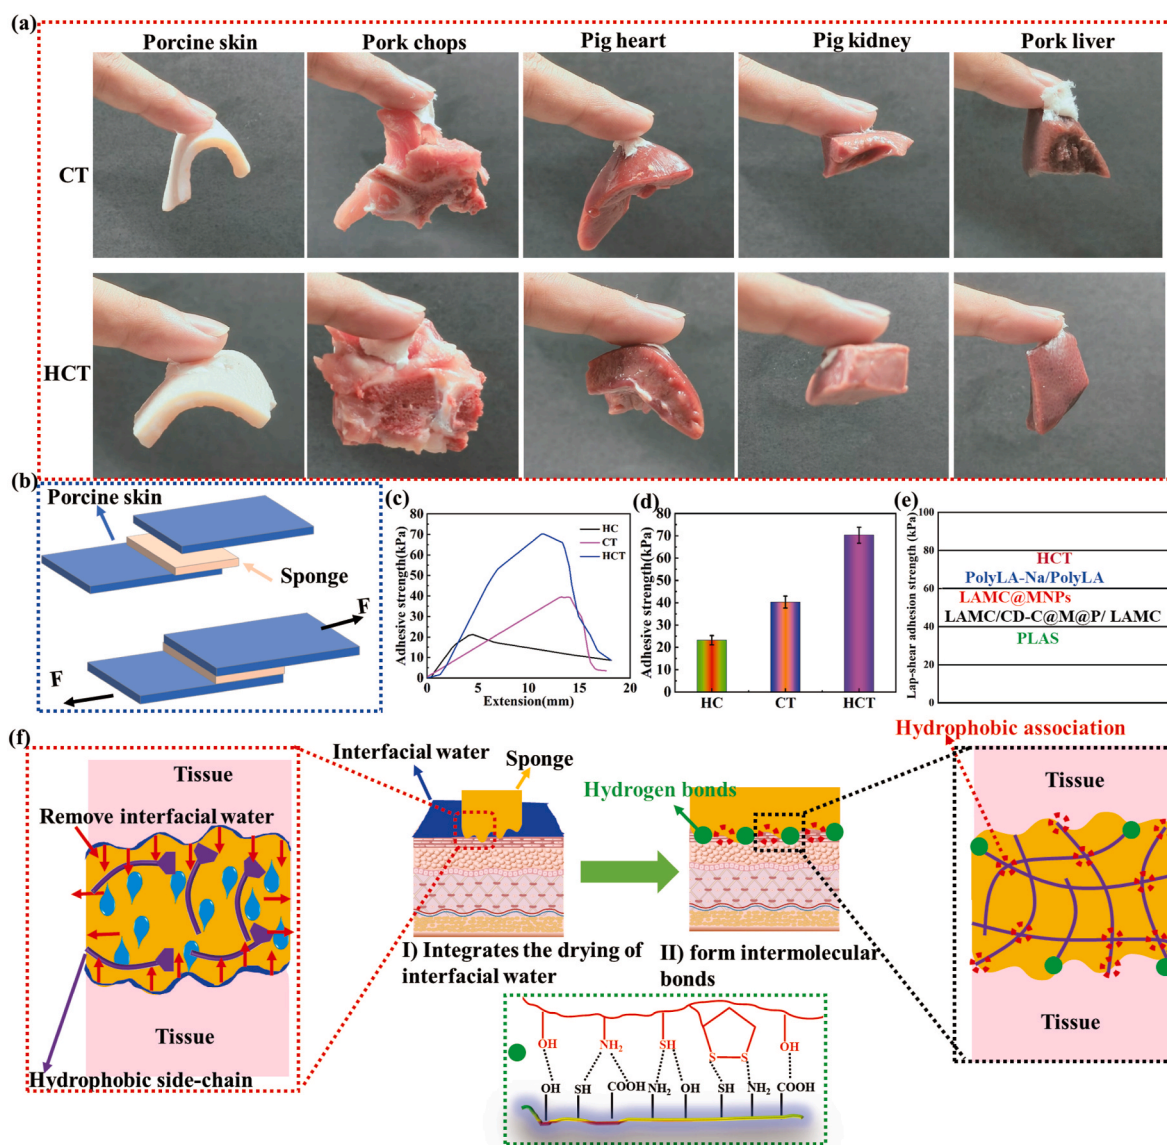 (a)
Porcine skin
Pork chops
Pig heart
Pig kidney
Pork liver
CT
HCT
(b)
Porcine skin
Sponge
F
F
(c)
Adhesive strength(kPa)
80
70
60
50
40
30
20
10
0
HC
CT
HCT
0
5
10
15
20
Extension(mm)
(d)
Adhesive strength(kPa)
80
70
60
50
40
30
20
10
0
HC
CT
HCT
(e)
Lap-shear adhesion strength (kPa)
100
80
60
40
20
0
HCT
PolyLA-Na/PolyLA
LAMC@MNPs
LAMC/CD-C@M@P/ LAMC
PLAS
(f)
Tissue
Remove interfacial water
Tissue
Hydrophobic side-chain
Interfacial water
Sponge
I) Integrates the drying of
interfacial water
Hydrogen bonds
II) form intermolecular
bonds
Hydrophobic association
Tissue
Tissue
OH
NH2
SH
S
S
OH
OH
SH
COOH
NH2
OH
SH
NH2
COOH